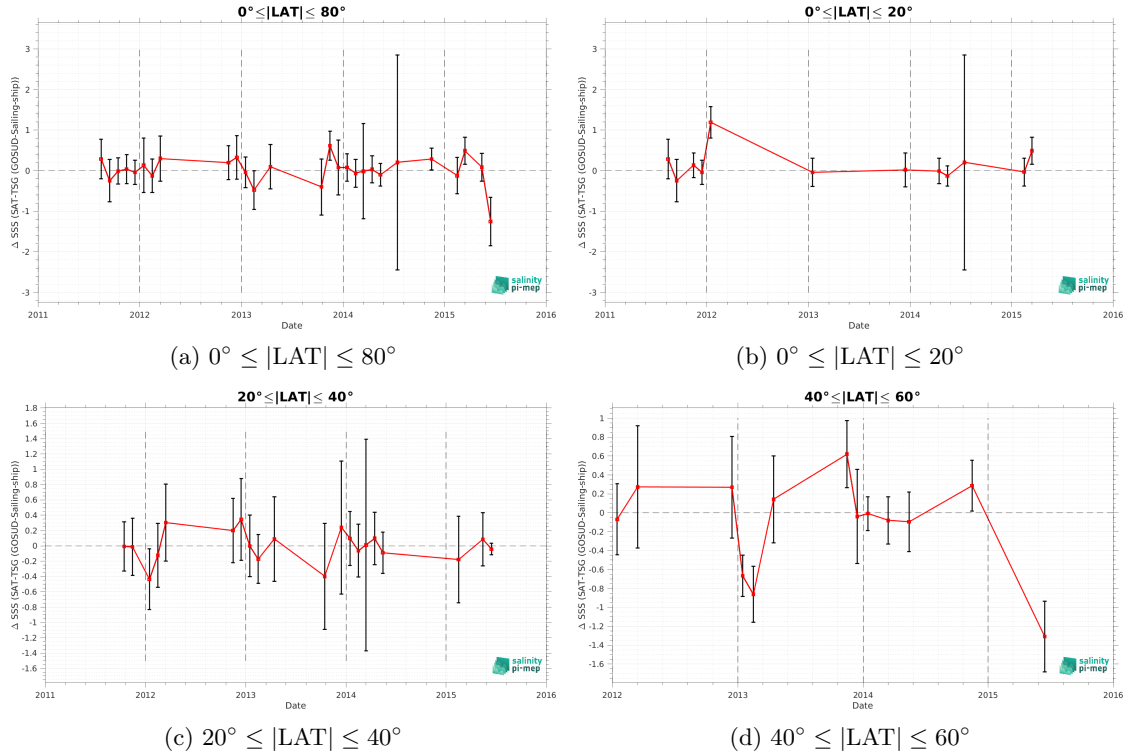 0°≤|LAT|≤ 80°
Δ SSS (SAT-TSG (GOSUD-Sailing-ship))
3
2
1
0
-1
-2
-3
2011 2012 2013 2014 2015 2016
Date
salinity
pi-mep
(a) 0° ≤ |LAT| ≤ 80°
0°≤|LAT|≤ 20°
Δ SSS (SAT-TSG (GOSUD-Sailing-ship))
3
2
1
0
-1
-2
-3
2011 2012 2013 2014 2015 2016
Date
salinity
pi-mep
(b) 0° ≤ |LAT| ≤ 20°
20°≤|LAT|≤ 40°
Δ SSS (SAT-TSG (GOSUD-Sailing-ship))
1.8
1.6
1.4
1.2
1
0.8
0.6
0.4
0.2
0
-0.2
-0.4
-0.6
-0.8
-1
-1.2
-1.4
-1.6
2011 2012 2013 2014 2015 2016
Date
salinity
pi-mep
(c) 20° ≤ |LAT| ≤ 40°
40°≤|LAT|≤ 60°
Δ SSS (SAT-TSG (GOSUD-Sailing-ship))
1
0.8
0.6
0.4
0.2
0
-0.2
-0.4
-0.6
-0.8
-1
-1.2
-1.4
-1.6
2012 2013 2014 2015 2016
Date
salinity
pi-mep
(d) 40° ≤ |LAT| ≤ 60°